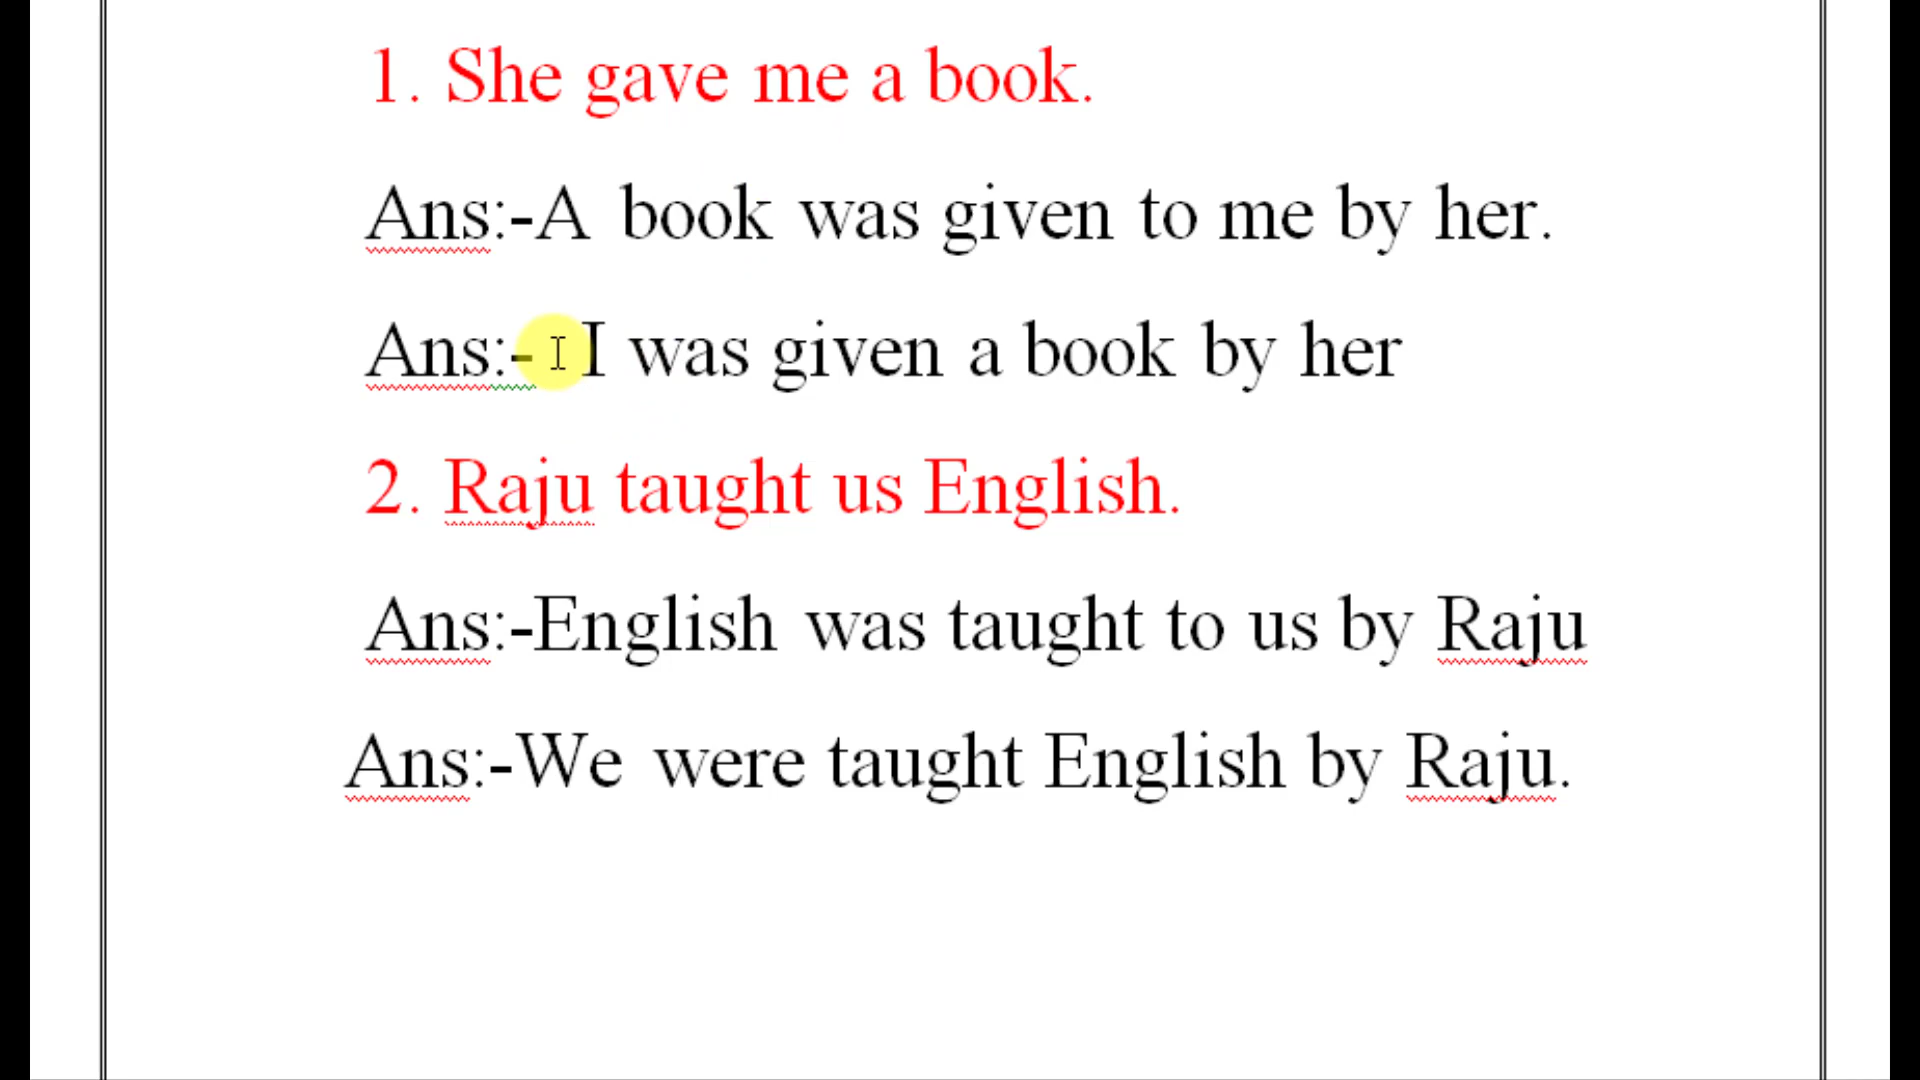 1. She gave me a book.
Ans:-A book was given to me by her.
Ans:- I was given a book by her
2. Raju taught us English.
Ans:-English was taught to us by Raju
Ans:-We were taught English by Raju.